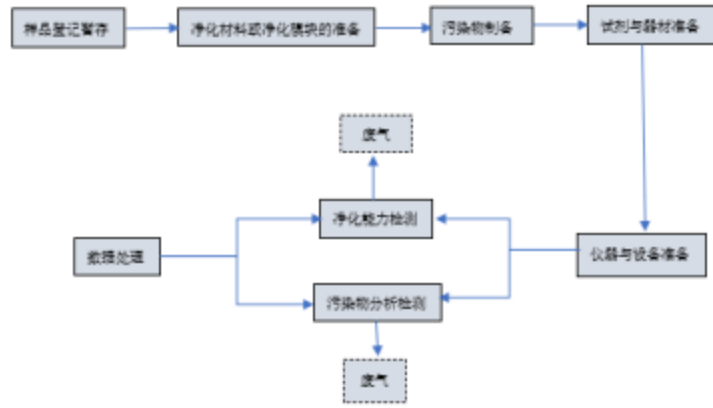 样品登记暂存
净化材料或净化模块的准备
污染物制备
试剂与器材准备
废气
净化能力检测
数据处理
仪器与设备准备
污染物分析检测
废气